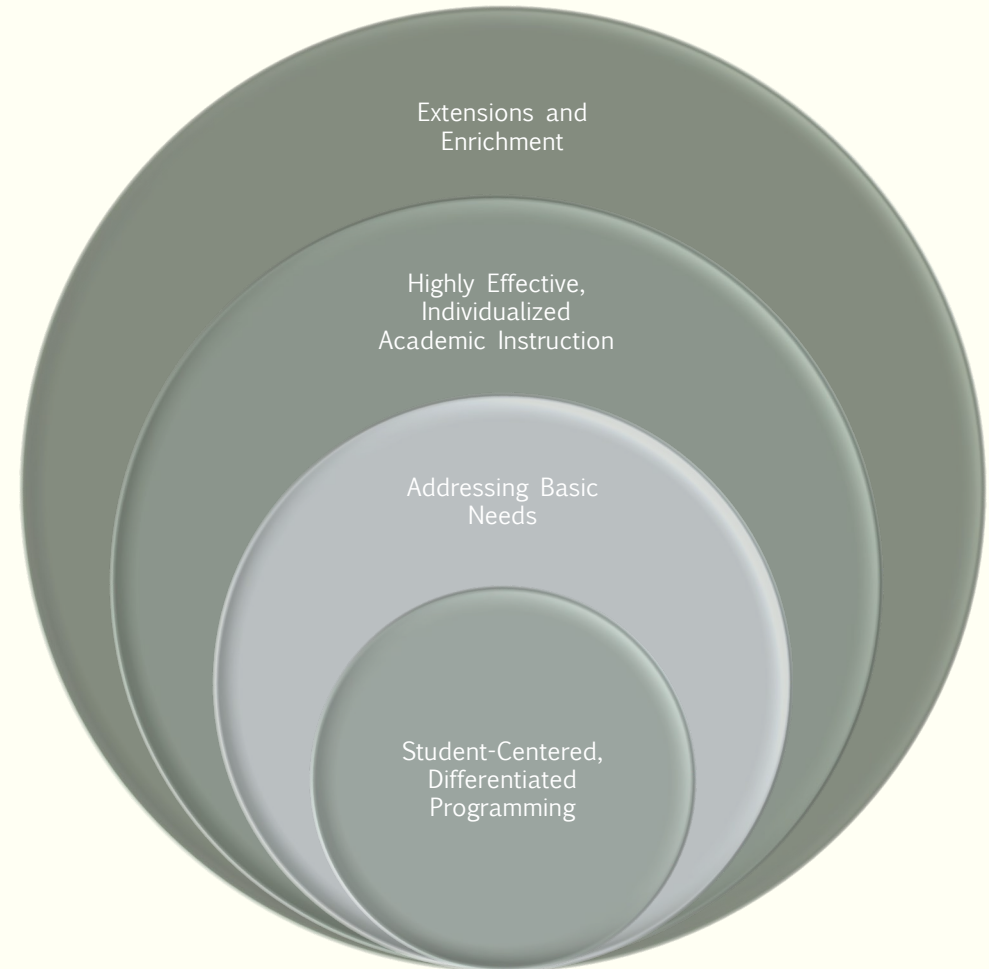 Extensions and
Enrichment
Highly Effective,
Individualized
Academic Instruction
Addressing Basic
Needs
Student-Centered,
Differentiated
Programming